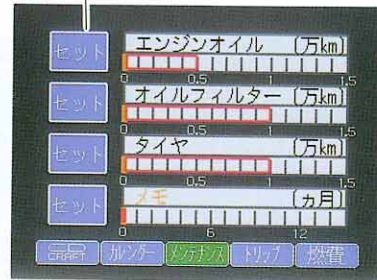 セット エンジンオイル (万km)
0 0.5 1 1.5
セット オイルフィルター (万km)
0 0.5 1 1.5
セット タイヤ (万km)
0 0.5 1 1.5
セット メモ (ヵ月)
0 6 12
CRAFT カレンダー メンテナンス トリップ 燃費